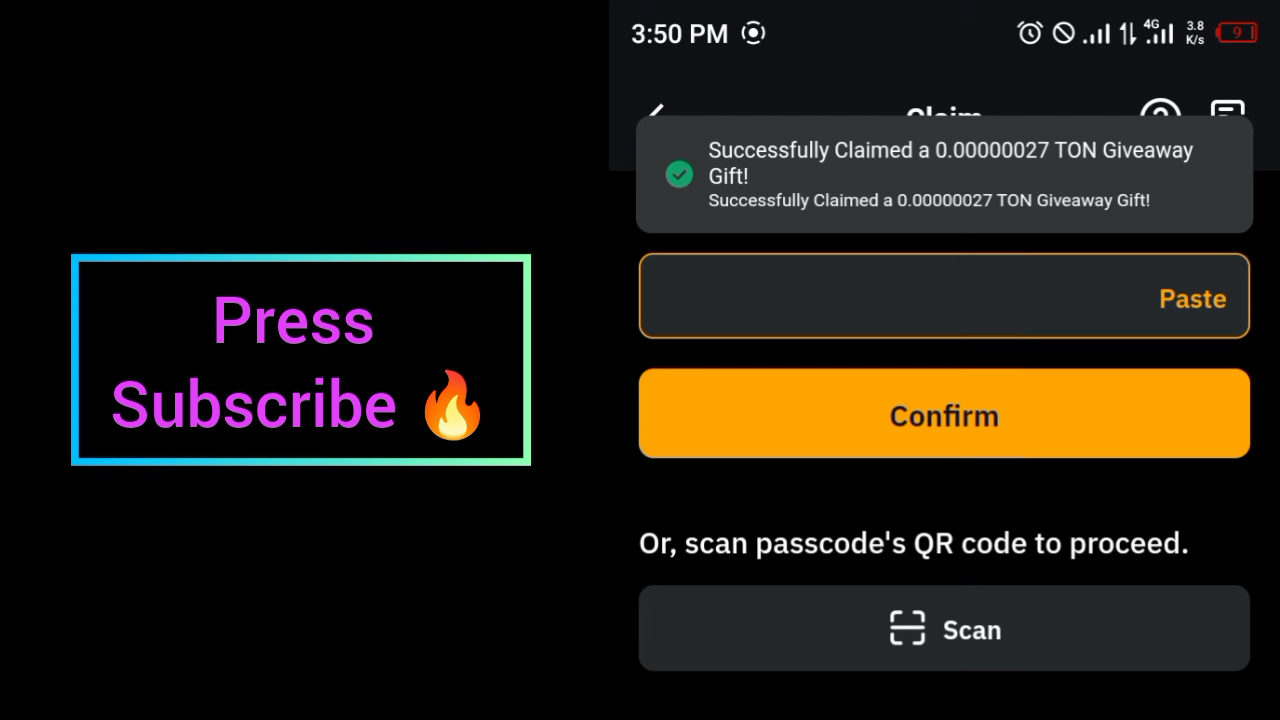 Press
Subscribe 🔥
3:50 PM
4G
3.8
K/s
9
Claim
Successfully Claimed a 0.00000027 TON Giveaway
Gift!
Successfully Claimed a 0.00000027 TON Giveaway Gift!
Paste
Confirm
Or, scan passcode's QR code to proceed.
Scan